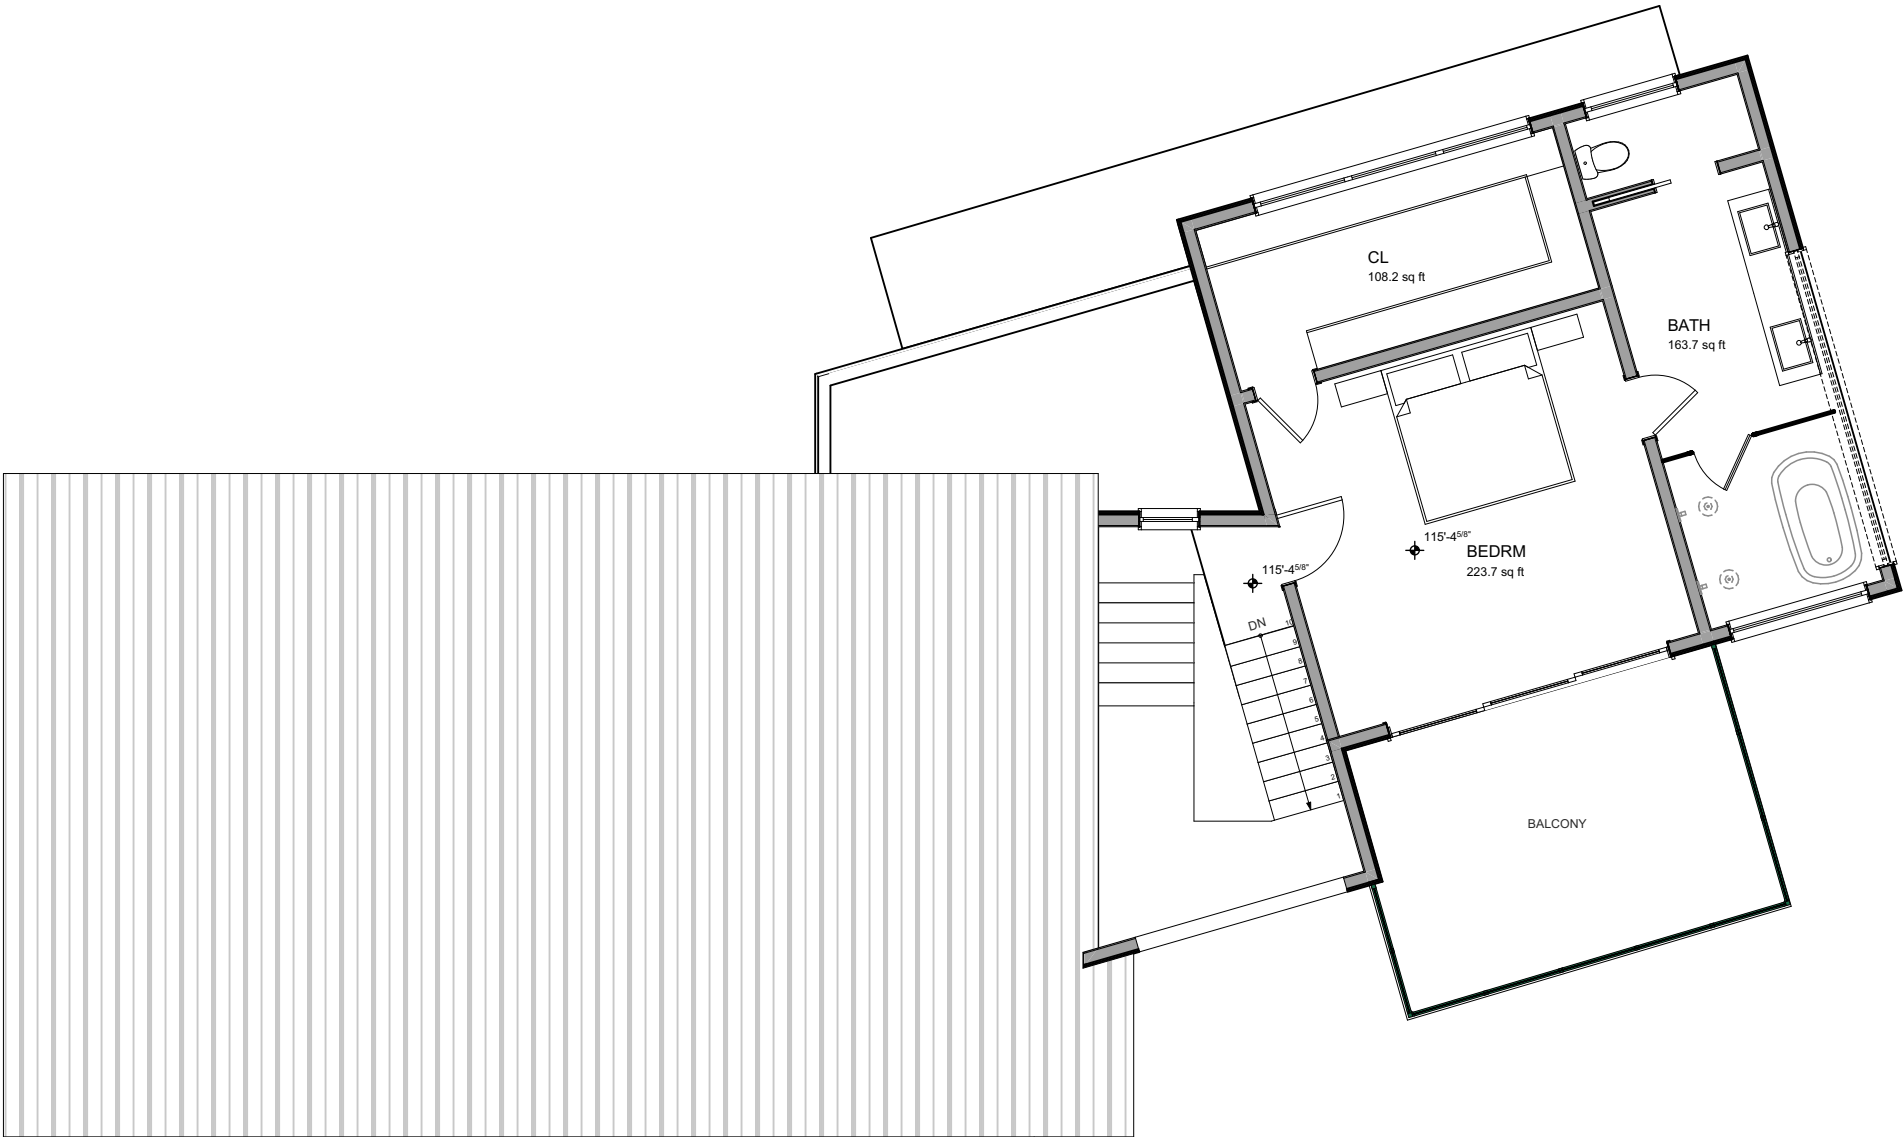 CL
108.2 sq ft
BATH
163.7 sq ft
115'-4 5/8"
BEDRM
223.7 sq ft
115'-4 5/8"
DN
10
9
8
7
6
5
4
3
2
1
BALCONY